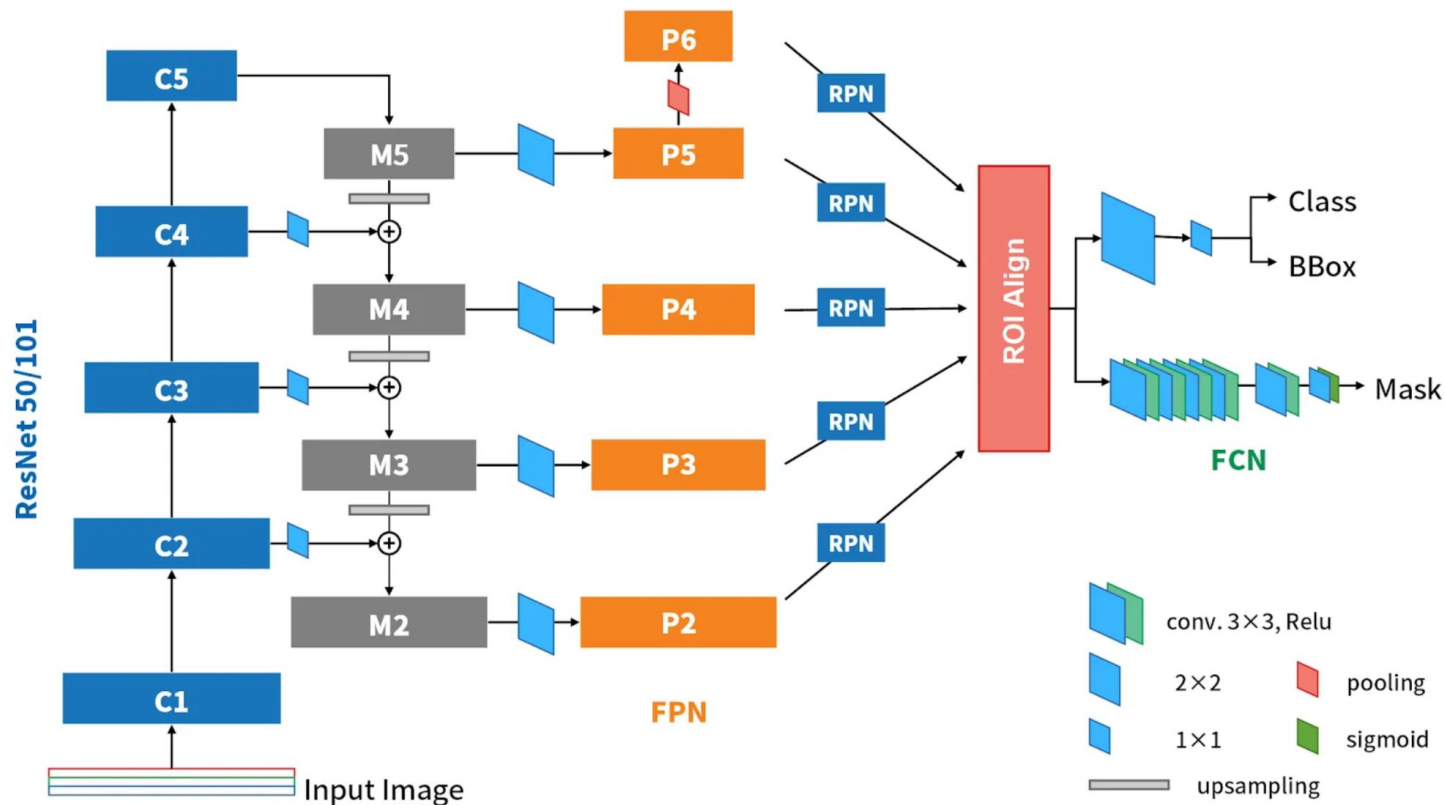 P6
C5
RPN
M5
P5
RPN
Class
C4
BBox
M4
P4
RPN
ROI Align
ResNet 50/101
C3
Mask
RPN
FCN
M3
P3
C2
RPN
conv. 3×3, Relu
M2
P2
2×2
pooling
C1
FPN
1×1
sigmoid
upsampling
Input Image